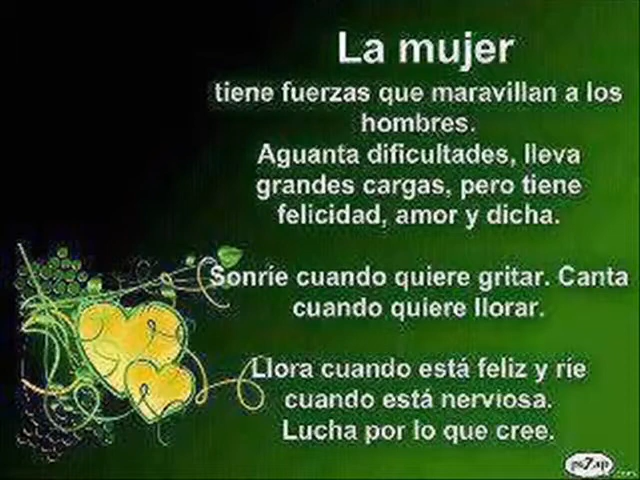 La mujer
tiene fuerzas que maravillan a los
hombres.
Aguanta dificultades, lleva
grandes cargas, pero tiene
felicidad, amor y dicha.
Sonríe cuando quiere gritar. Canta
cuando quiere llorar.
Llora cuando está feliz y ríe
cuando está nerviosa.
Lucha por lo que cree.